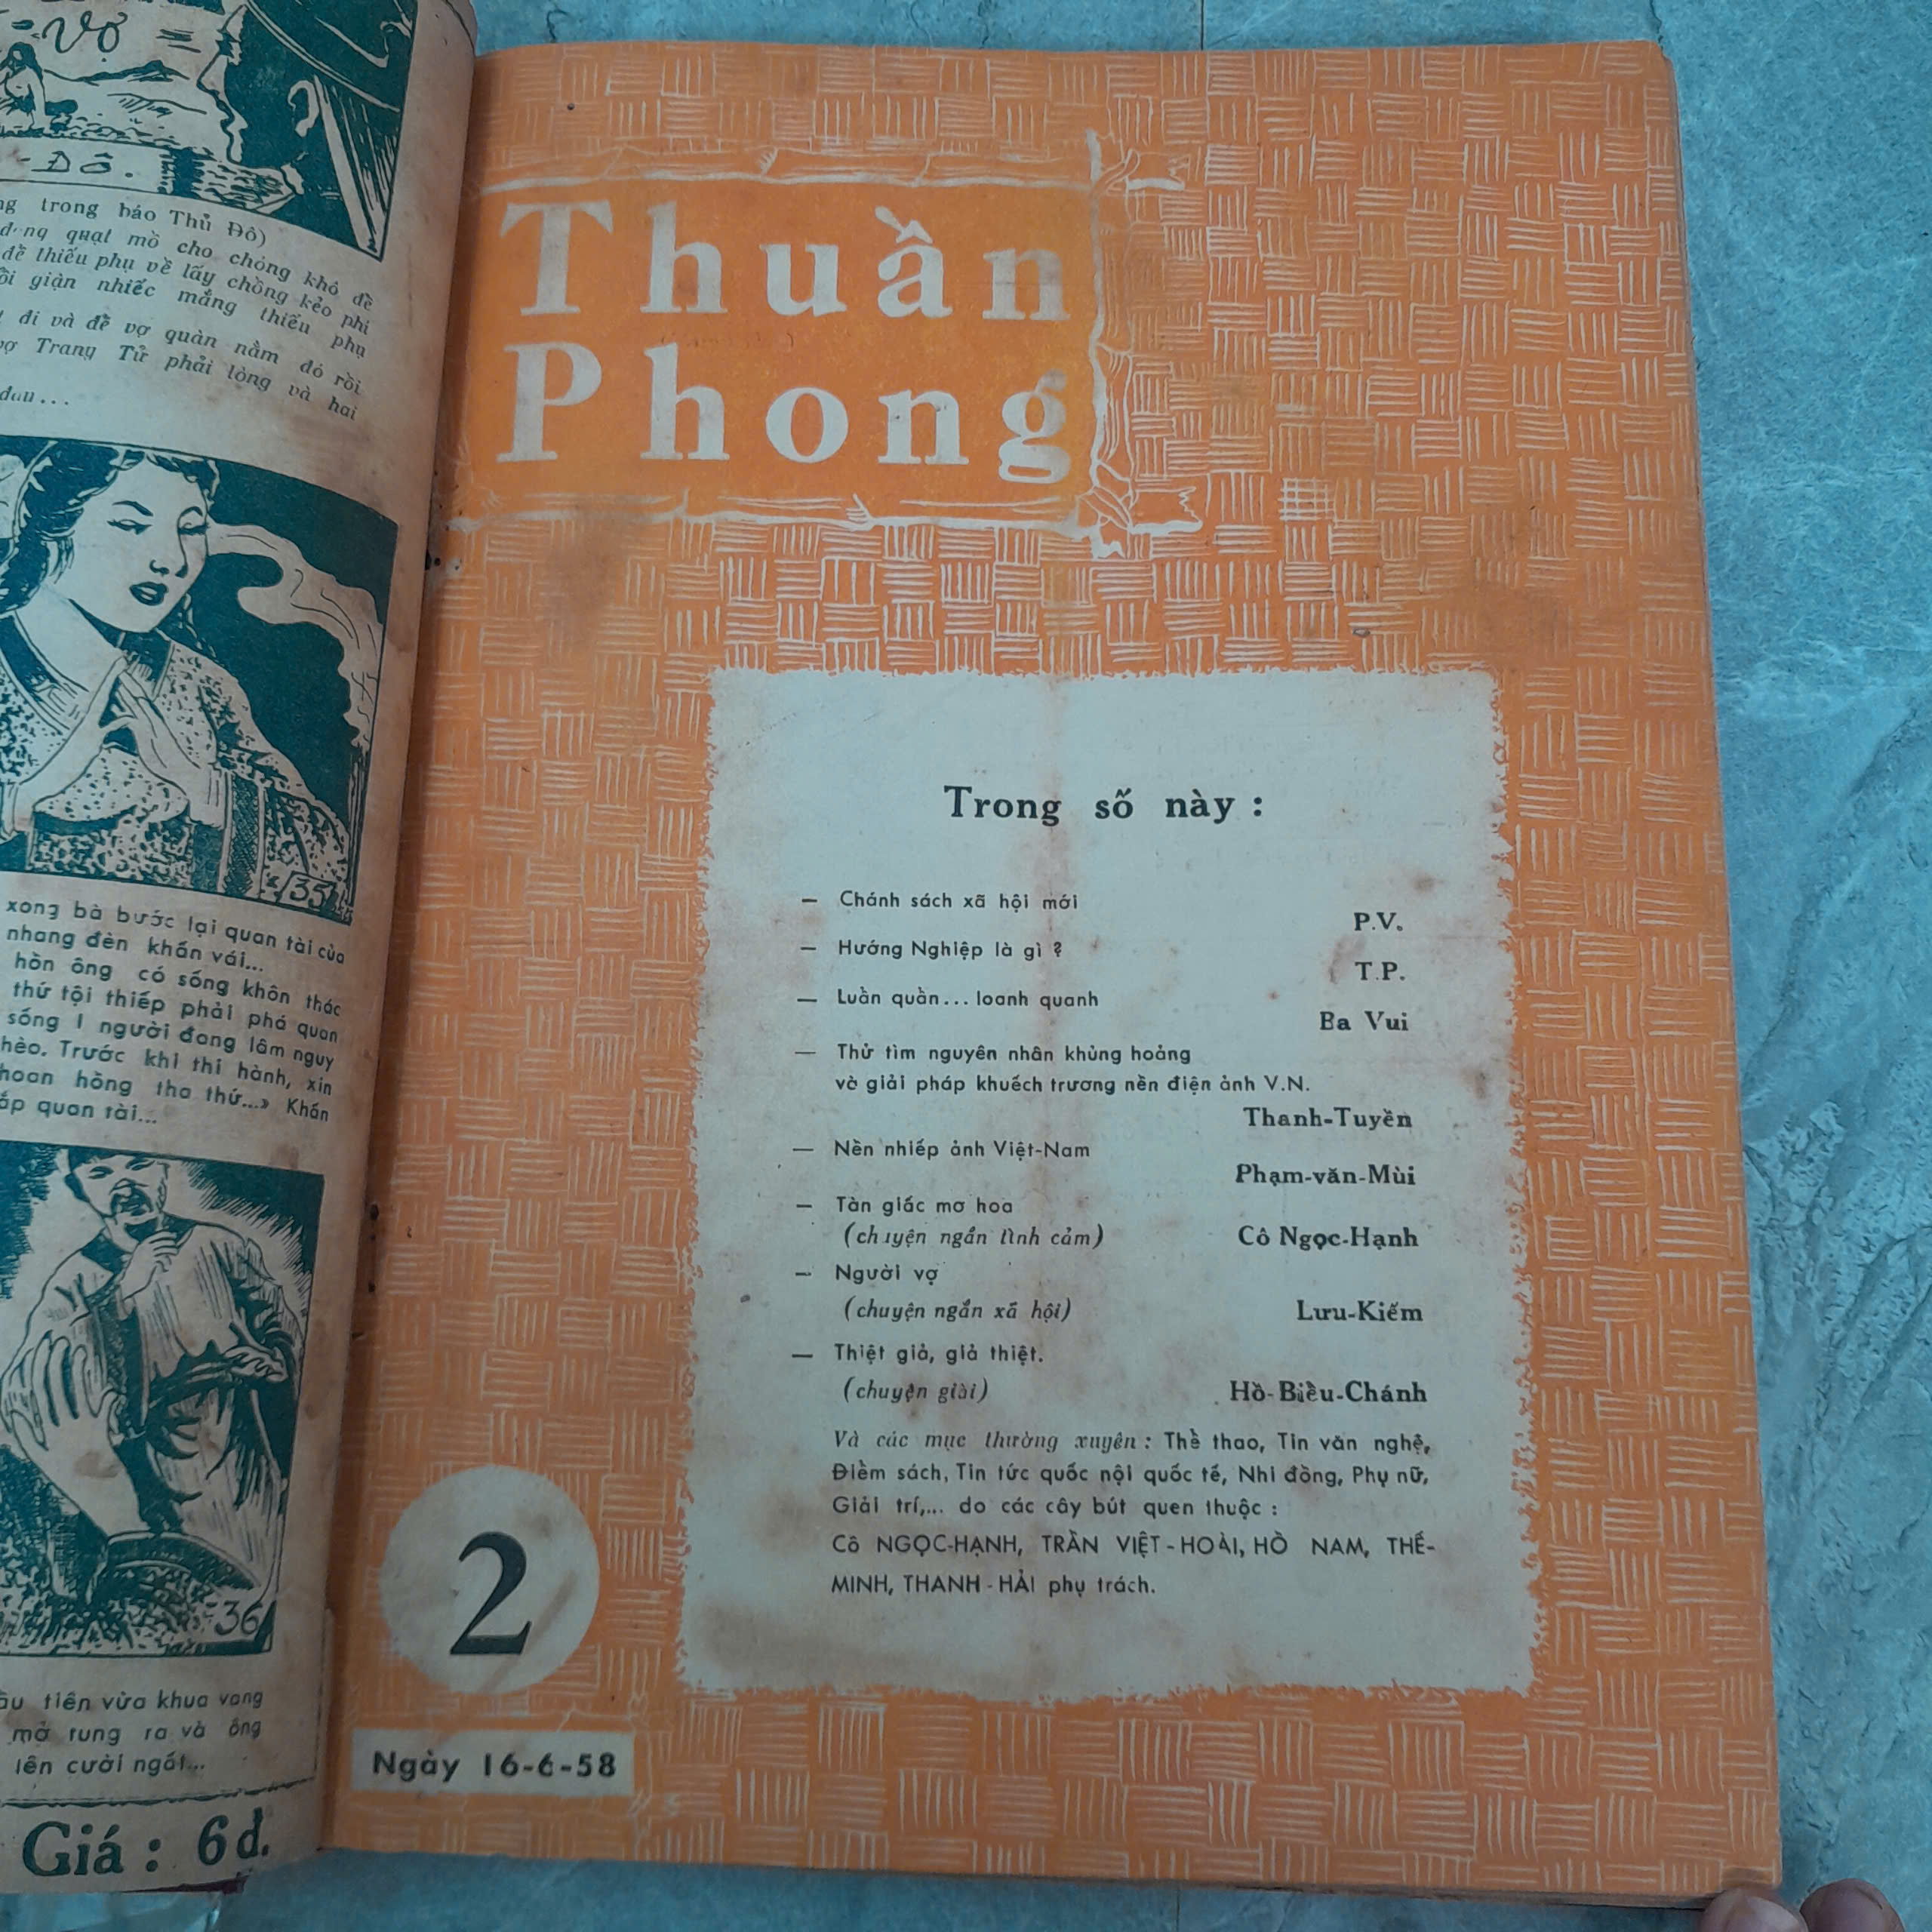 Vợ
-ĐÔ.
trong báo Thủ Đô)
quạt mồ cho chóng khô để
để thiếu phụ về lấy chồng kẻo phi
giận nhiếc mắng thiếu phụ
đi và để vợ quàn nằm đó rồi
vợ Trang Tử phải lòng và hai
đau...
35
xong bà bước lại quan tài của
nhang đèn khấn vái...
hồn ông có sống khôn thác
thứ tội thiếp phải phá quan
sống 1 người đang lâm nguy
hèo. Trước khi thi hành, xin
hoan hồng tha thứ...» Khấn
quan tài...
36
tiên vừa khua vang
mở tung ra và ông
lên cười ngất...
Giá : 6đ.
Thuần
Phong
Trong số này :
— Chánh sách xã hội mới
P.V.
— Hướng Nghiệp là gì ?
T.P.
— Luẩn quẩn... loanh quanh
Ba Vui
— Thử tìm nguyên nhân khủng hoảng
và giải pháp khuếch trương nền điện ảnh V.N.
Thanh-Tuyền
— Nền nhiếp ảnh Việt-Nam
Phạm-văn-Mùi
— Tàn giấc mơ hoa
(chuyện ngắn tình cảm) Cô Ngọc-Hạnh
— Người vợ
(chuyện ngắn xã hội) Lưu-Kiếm
— Thiệt giả, giả thiệt.
(chuyện giài) Hồ-Biểu-Chánh
Và các mục thường xuyên : Thể thao, Tin văn nghệ,
Điểm sách, Tin tức quốc nội quốc tế, Nhi đồng, Phụ nữ,
Giải trí,... do các cây bút quen thuộc :
Cô NGỌC-HẠNH, TRẦN VIỆT-HOÀI, HỒ NAM, THẾ-
MINH, THANH-HẢI phụ trách.
2
Ngày 16-6-58